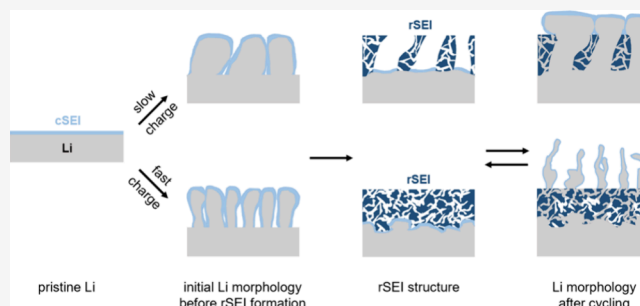 rSEI
cSEI
Li
slow
charge
fast
charge
rSEI
pristine Li
initial Li morphology
before rSEI formation
rSEI structure
Li morphology
after cycling